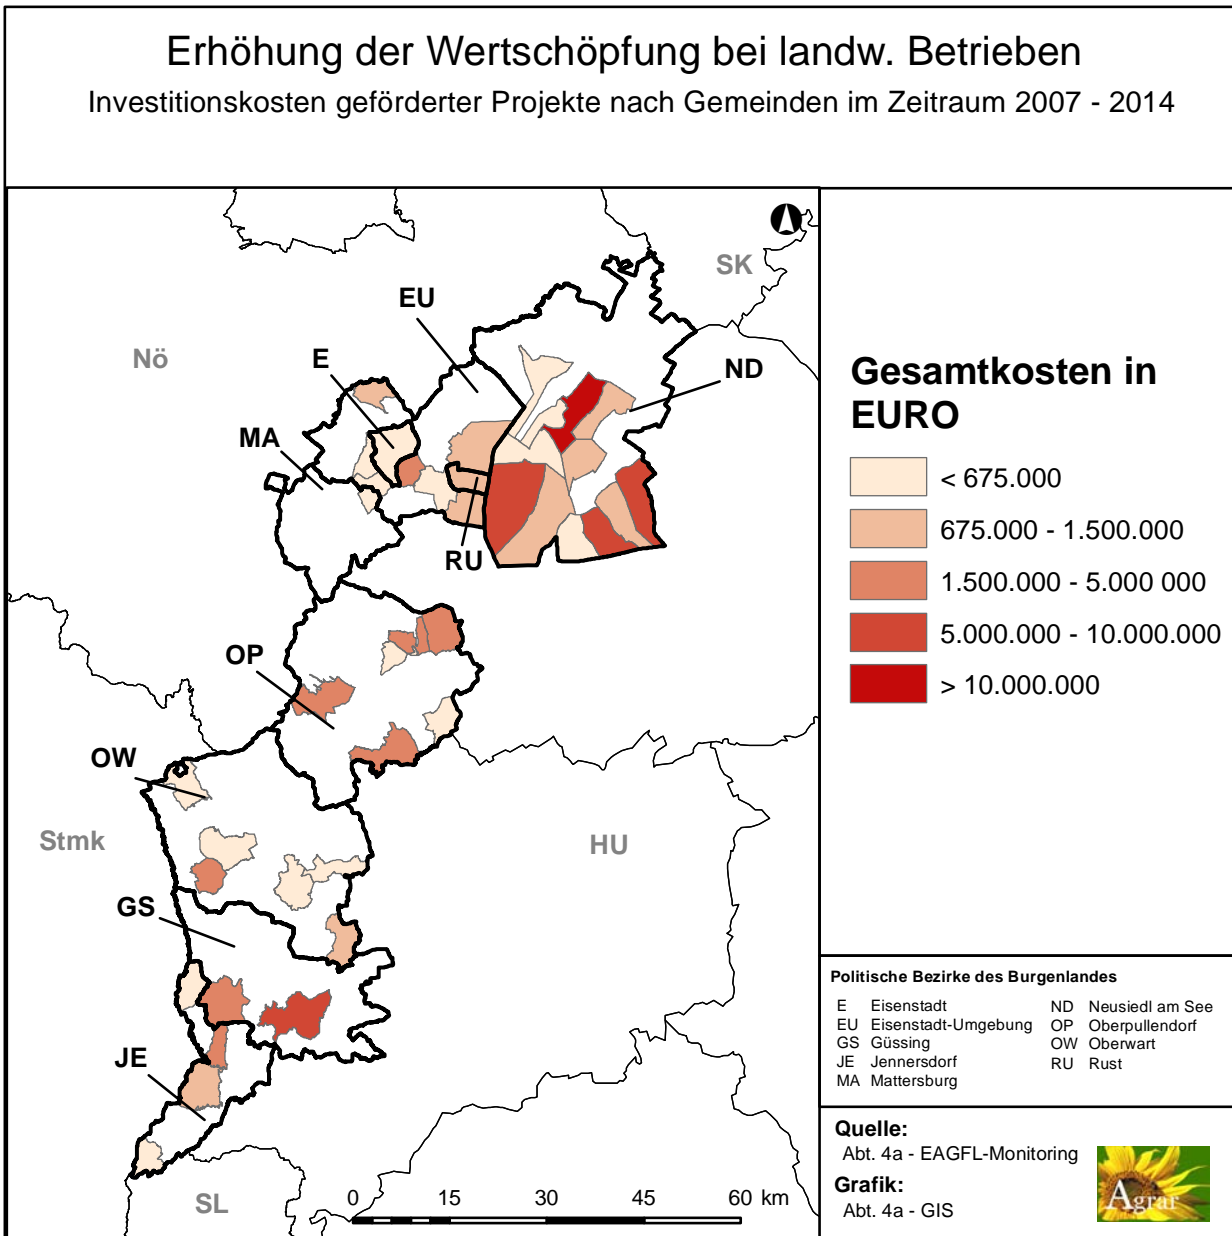 Erhöhung der Wertschöpfung bei landw. Betrieben
Investitionskosten geförderter Projekte nach Gemeinden im Zeitraum 2007 - 2014
SK
EU
Nö
E
ND
MA
RU
OP
OW
Stmk
HU
GS
JE
SL
0 15 30 45 60 km
Gesamtkosten in
EURO
< 675.000
675.000 - 1.500.000
1.500.000 - 5.000 000
5.000.000 - 10.000.000
> 10.000.000
Politische Bezirke des Burgenlandes
E Eisenstadt
EU Eisenstadt-Umgebung
GS Güssing
JE Jennersdorf
MA Mattersburg
ND Neusiedl am See
OP Oberpullendorf
OW Oberwart
RU Rust
Quelle:
Abt. 4a - EAGFL-Monitoring
Grafik:
Abt. 4a - GIS
Agrar